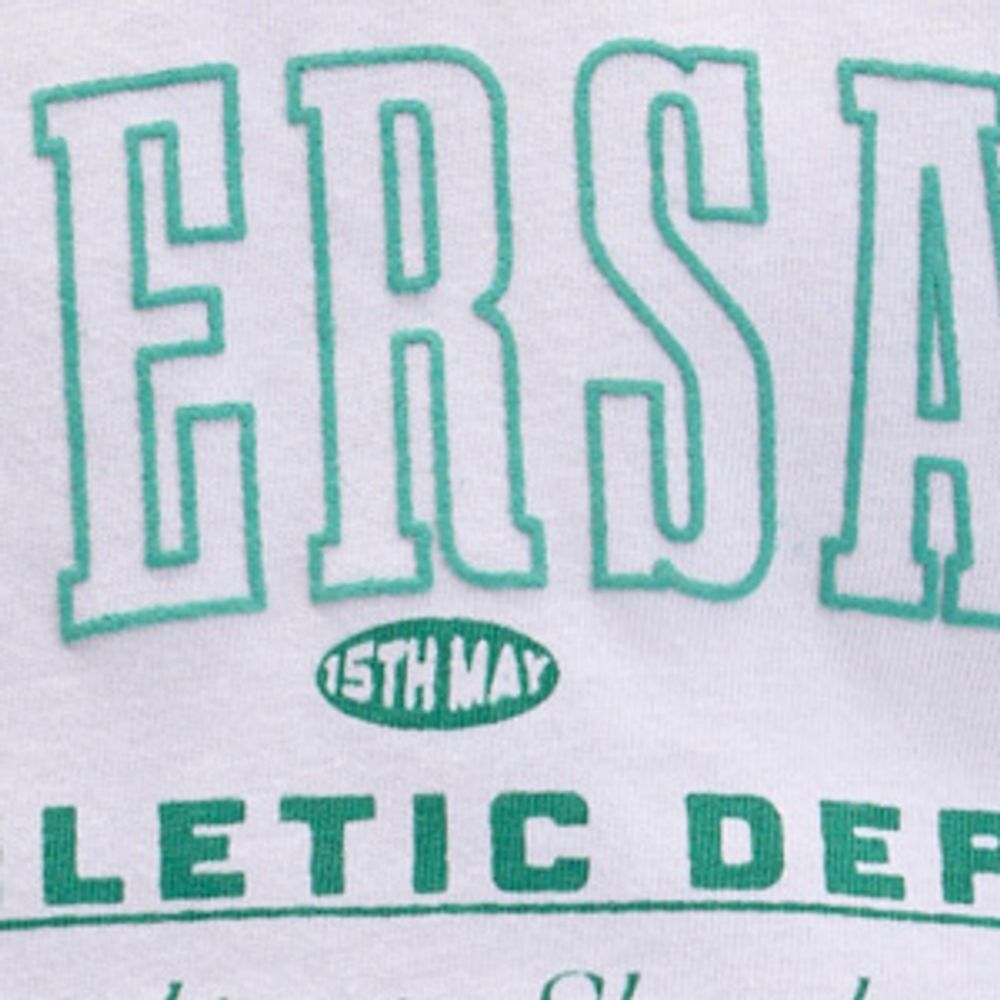 ERSA
15TH MAY
LETIC DEP